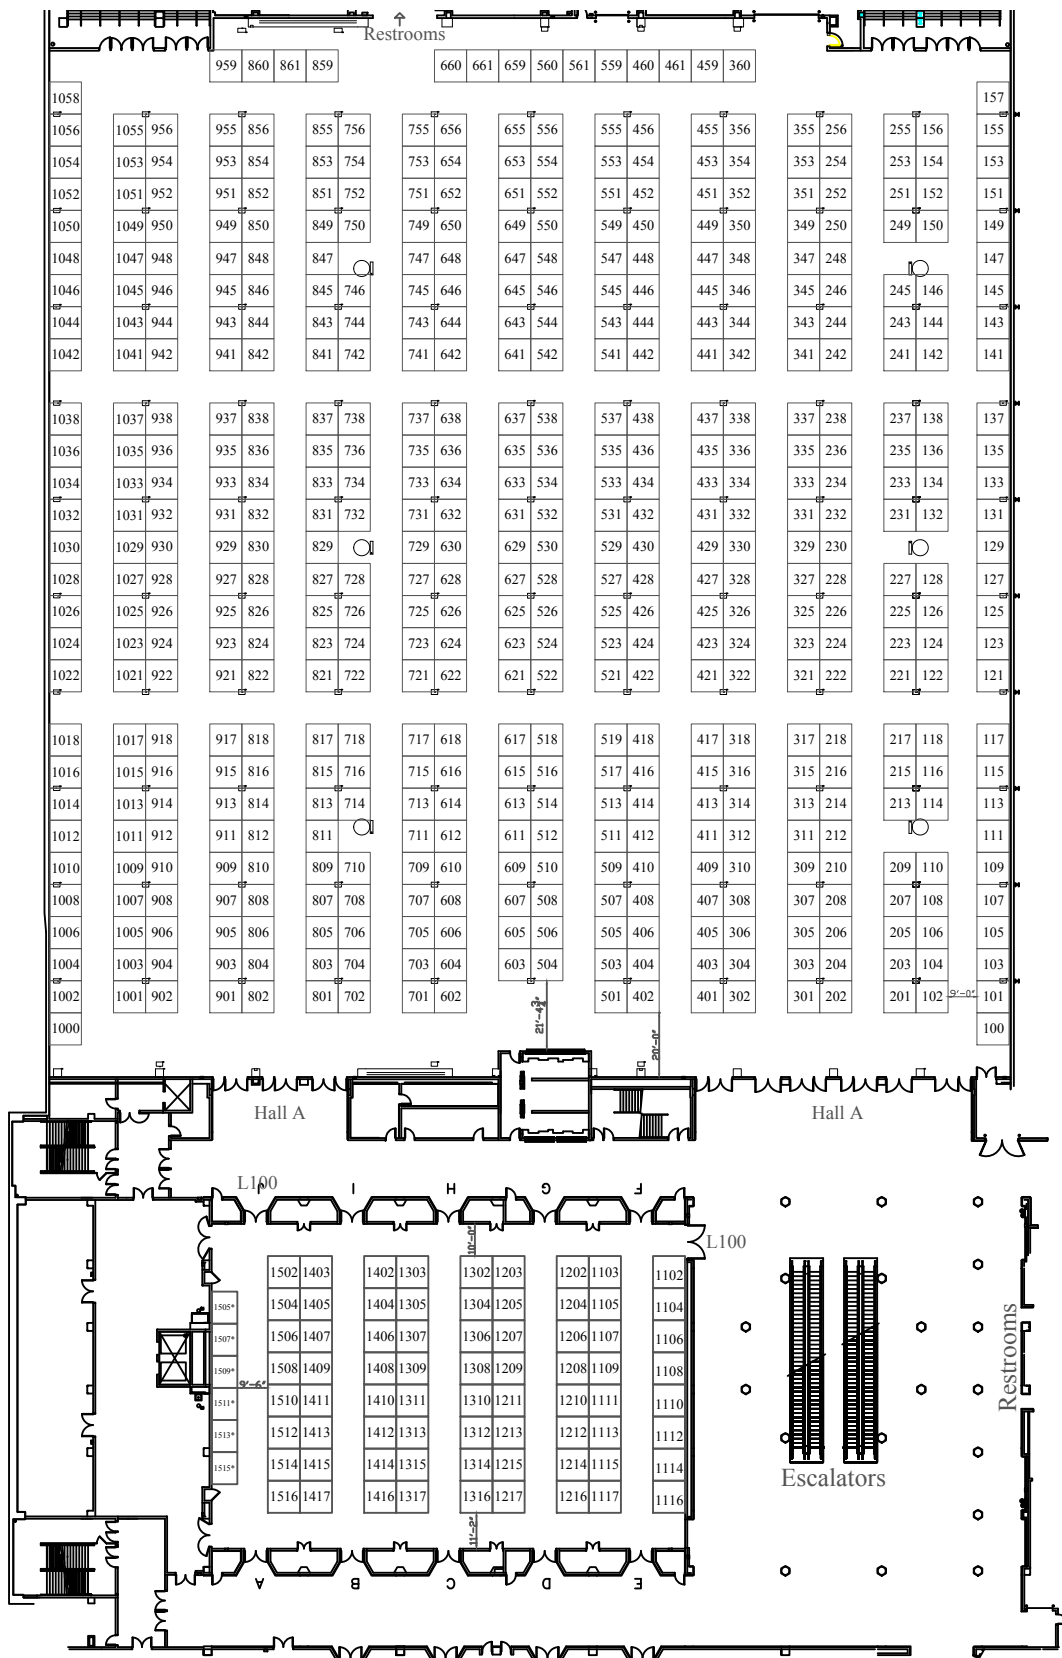 Restrooms
959 860 861 859 660 661 659 560 561 559 460 461 459 360
1058 157
1056 1055 956 955 856 855 756 755 656 655 556 555 456 455 356 355 256 255 156 155
1054 1053 954 953 854 853 754 753 654 653 554 553 454 453 354 353 254 253 154 153
1052 1051 952 951 852 851 752 751 652 651 552 551 452 451 352 351 252 251 152 151
1050 1049 950 949 850 849 750 749 650 649 550 549 450 449 350 349 250 249 150 149
1048 1047 948 947 848 847 747 648 647 548 547 448 447 348 347 248 147
1046 1045 946 945 846 845 746 745 646 645 546 545 446 445 346 345 246 245 146 145
1044 1043 944 943 844 843 744 743 644 643 544 543 444 443 344 343 244 243 144 143
1042 1041 942 941 842 841 742 741 642 641 542 541 442 441 342 341 242 241 142 141
1038 1037 938 937 838 837 738 737 638 637 538 537 438 437 338 337 238 237 138 137
1036 1035 936 935 836 835 736 735 636 635 536 535 436 435 336 335 236 235 136 135
1034 1033 934 933 834 833 734 733 634 633 534 533 434 433 334 333 234 233 134 133
1032 1031 932 931 832 831 732 731 632 631 532 531 432 431 332 331 232 231 132 131
1030 1029 930 929 830 829 729 630 629 530 529 430 429 330 329 230 129
1028 1027 928 927 828 827 728 727 628 627 528 527 428 427 328 327 228 227 128 127
1026 1025 926 925 826 825 726 725 626 625 526 525 426 425 326 325 226 225 126 125
1024 1023 924 923 824 823 724 723 624 623 524 523 424 423 324 323 224 223 124 123
1022 1021 922 921 822 821 722 721 622 621 522 521 422 421 322 321 222 221 122 121
1018 1017 918 917 818 817 718 717 618 617 518 519 418 417 318 317 218 217 118 117
1016 1015 916 915 816 815 716 715 616 615 516 517 416 415 316 315 216 215 116 115
1014 1013 914 913 814 813 714 713 614 613 514 513 414 413 314 313 214 213 114 113
1012 1011 912 911 812 811 711 612 611 512 511 412 411 312 311 212 111
1010 1009 910 909 810 809 710 709 610 609 510 509 410 409 310 309 210 209 110 109
1008 1007 908 907 808 807 708 707 608 607 508 507 408 407 308 307 208 207 108 107
1006 1005 906 905 806 805 706 705 606 605 506 505 406 405 306 305 206 205 106 105
1004 1003 904 903 804 803 704 703 604 603 504 503 404 403 304 303 204 203 104 103
1002 1001 902 901 802 801 702 701 602 501 402 401 302 301 202 201 102 9'-0" 101
1000 21'-4¾" 20'-0" 100
Hall A Hall A
L100 J I H G F
10'-0" L100
1502 1403 1402 1303 1302 1203 1202 1103 1102
1505* 1504 1405 1404 1305 1304 1205 1204 1105 1104
1507* 1506 1407 1406 1307 1306 1207 1206 1107 1106
1509* 1508 1409 1408 1309 1308 1209 1208 1109 1108
9'-6"
1511* 1510 1411 1410 1311 1310 1211 1210 1111 1110
1513* 1512 1413 1412 1313 1312 1213 1212 1113 1112
1515* 1514 1415 1414 1315 1314 1215 1214 1115 1114
1516 1417 1416 1317 1316 1217 1216 1117 1116
Restrooms
Escalators
11'-2"
A B C D E